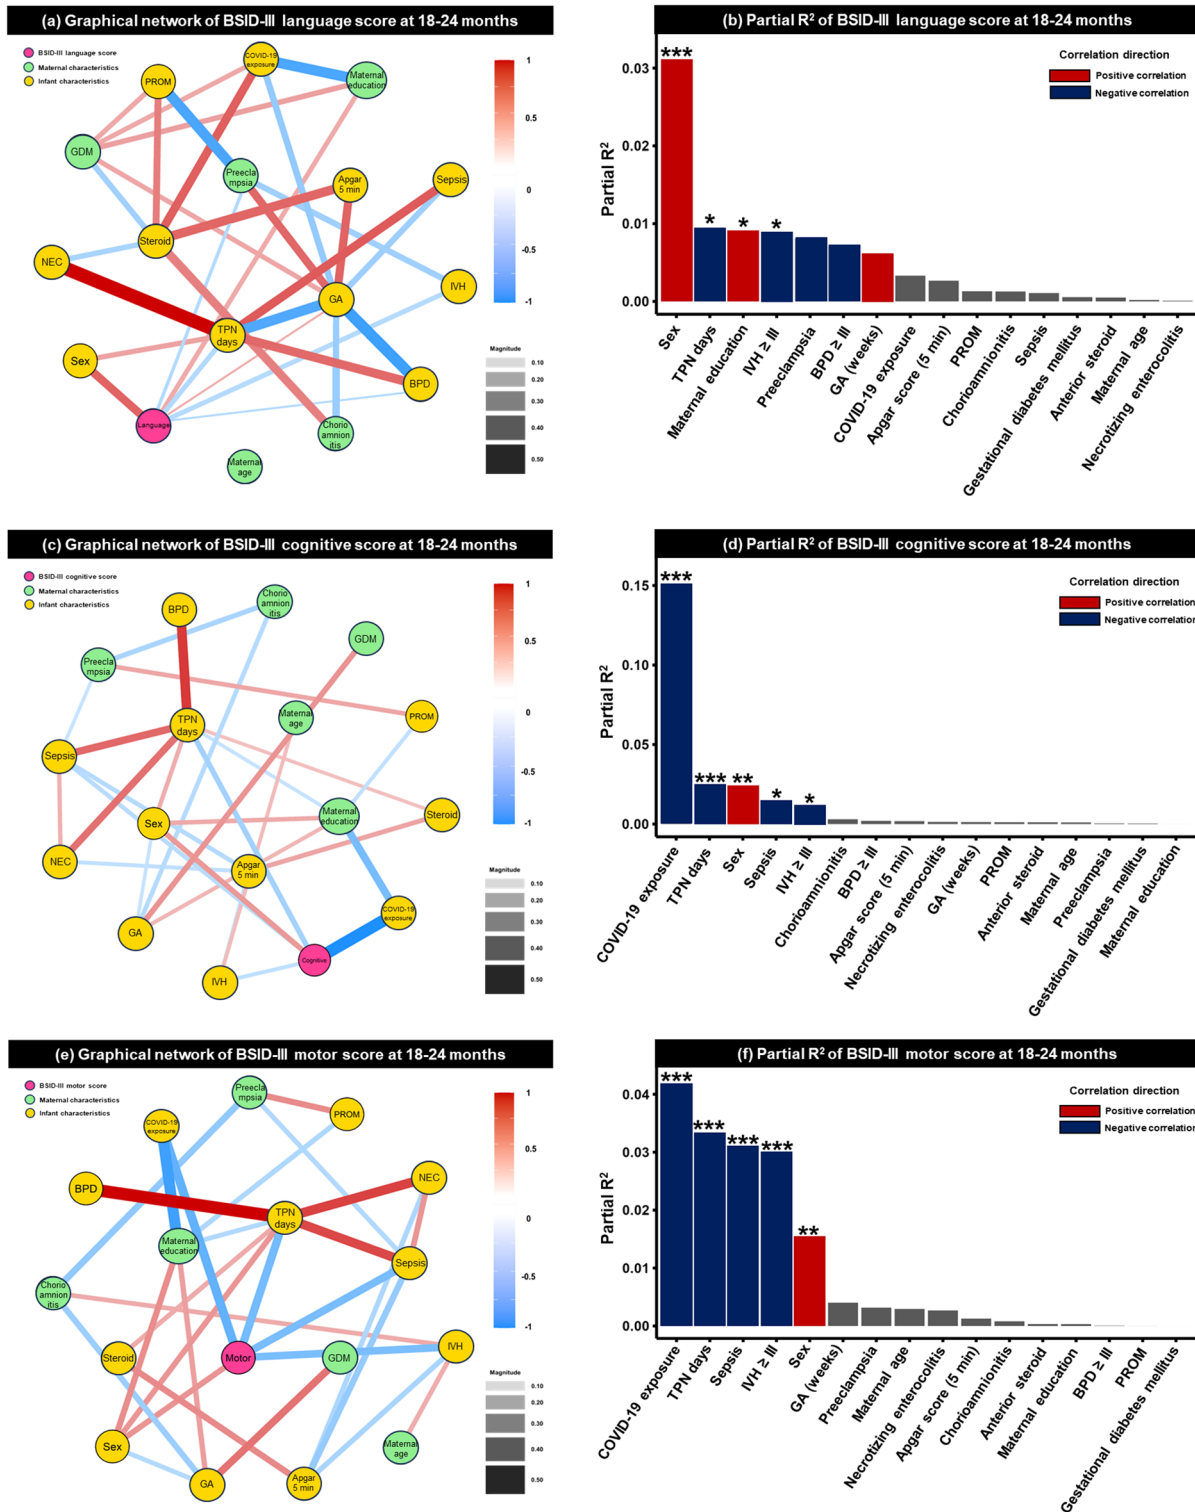 (a) Graphical network of BSID-III language score at 18-24 months
BSID-III language score
Maternal characteristics
Infant characteristics
COVID-19
exposure
Maternal
education
PROM
GDM
Preecla
mpsia
Apgar
5 min
Sepsis
Steroid
NEC
GA
IVH
TPN
days
Sex
BPD
Language
Chorio
amnion
itis
Maternal
age
1
0.5
0
-0.5
-1
Magnitude
0.10
0.20
0.30
0.40
0.50
(b) Partial R² of BSID-III language score at 18-24 months
Correlation direction
Positive correlation
Negative correlation
Partial R²
0.03
0.02
0.01
0.00
***
*
*
*
Sex
TPN days
Maternal education
IVH ≥ III
Preeclampsia
BPD ≥ III
GA (weeks)
COVID-19 exposure
Apgar score (5 min)
PROM
Chorioamnionitis
Sepsis
Gestational diabetes mellitus
Anterior steroid
Maternal age
Necrotizing enterocolitis
(c) Graphical network of BSID-III cognitive score at 18-24 months
BSID-III cognitive score
Maternal characteristics
Infant characteristics
BPD
Chorio
amnion
itis
GDM
Preecla
mpsia
Maternal
age
PROM
TPN
days
Sepsis
Sex
Maternal
education
Steroid
NEC
Apgar
5 min
COVID-19
exposure
GA
Cognitive
IVH
1
0.5
0
-0.5
-1
Magnitude
0.10
0.20
0.30
0.40
0.50
(d) Partial R² of BSID-III cognitive score at 18-24 months
Correlation direction
Positive correlation
Negative correlation
Partial R²
0.15
0.10
0.05
0.00
***
***
**
*
*
COVID-19 exposure
TPN days
Sex
Sepsis
IVH ≥ III
Chorioamnionitis
BPD ≥ III
Apgar score (5 min)
Necrotizing enterocolitis
GA (weeks)
PROM
Anterior steroid
Maternal age
Preeclampsia
Gestational diabetes mellitus
Maternal education
(e) Graphical network of BSID-III motor score at 18-24 months
BSID-III motor score
Maternal characteristics
Infant characteristics
Preecla
mpsia
PROM
COVID-19
exposure
BPD
NEC
TPN
days
Maternal
education
Sepsis
Chorio
amnion
itis
Steroid
Motor
GDM
IVH
Sex
Maternal
age
GA
Apgar
5 min
1
0.5
0
-0.5
-1
Magnitude
0.10
0.20
0.30
0.40
0.50
(f) Partial R² of BSID-III motor score at 18-24 months
Correlation direction
Positive correlation
Negative correlation
Partial R²
0.04
0.03
0.02
0.01
0.00
***
***
***
***
**
COVID-19 exposure
TPN days
Sepsis
IVH ≥ III
Sex
GA (weeks)
Preeclampsia
Maternal age
Necrotizing enterocolitis
Apgar score (5 min)
Chorioamnionitis
Anterior steroid
Maternal education
BPD ≥ III
PROM
Gestational diabetes mellitus